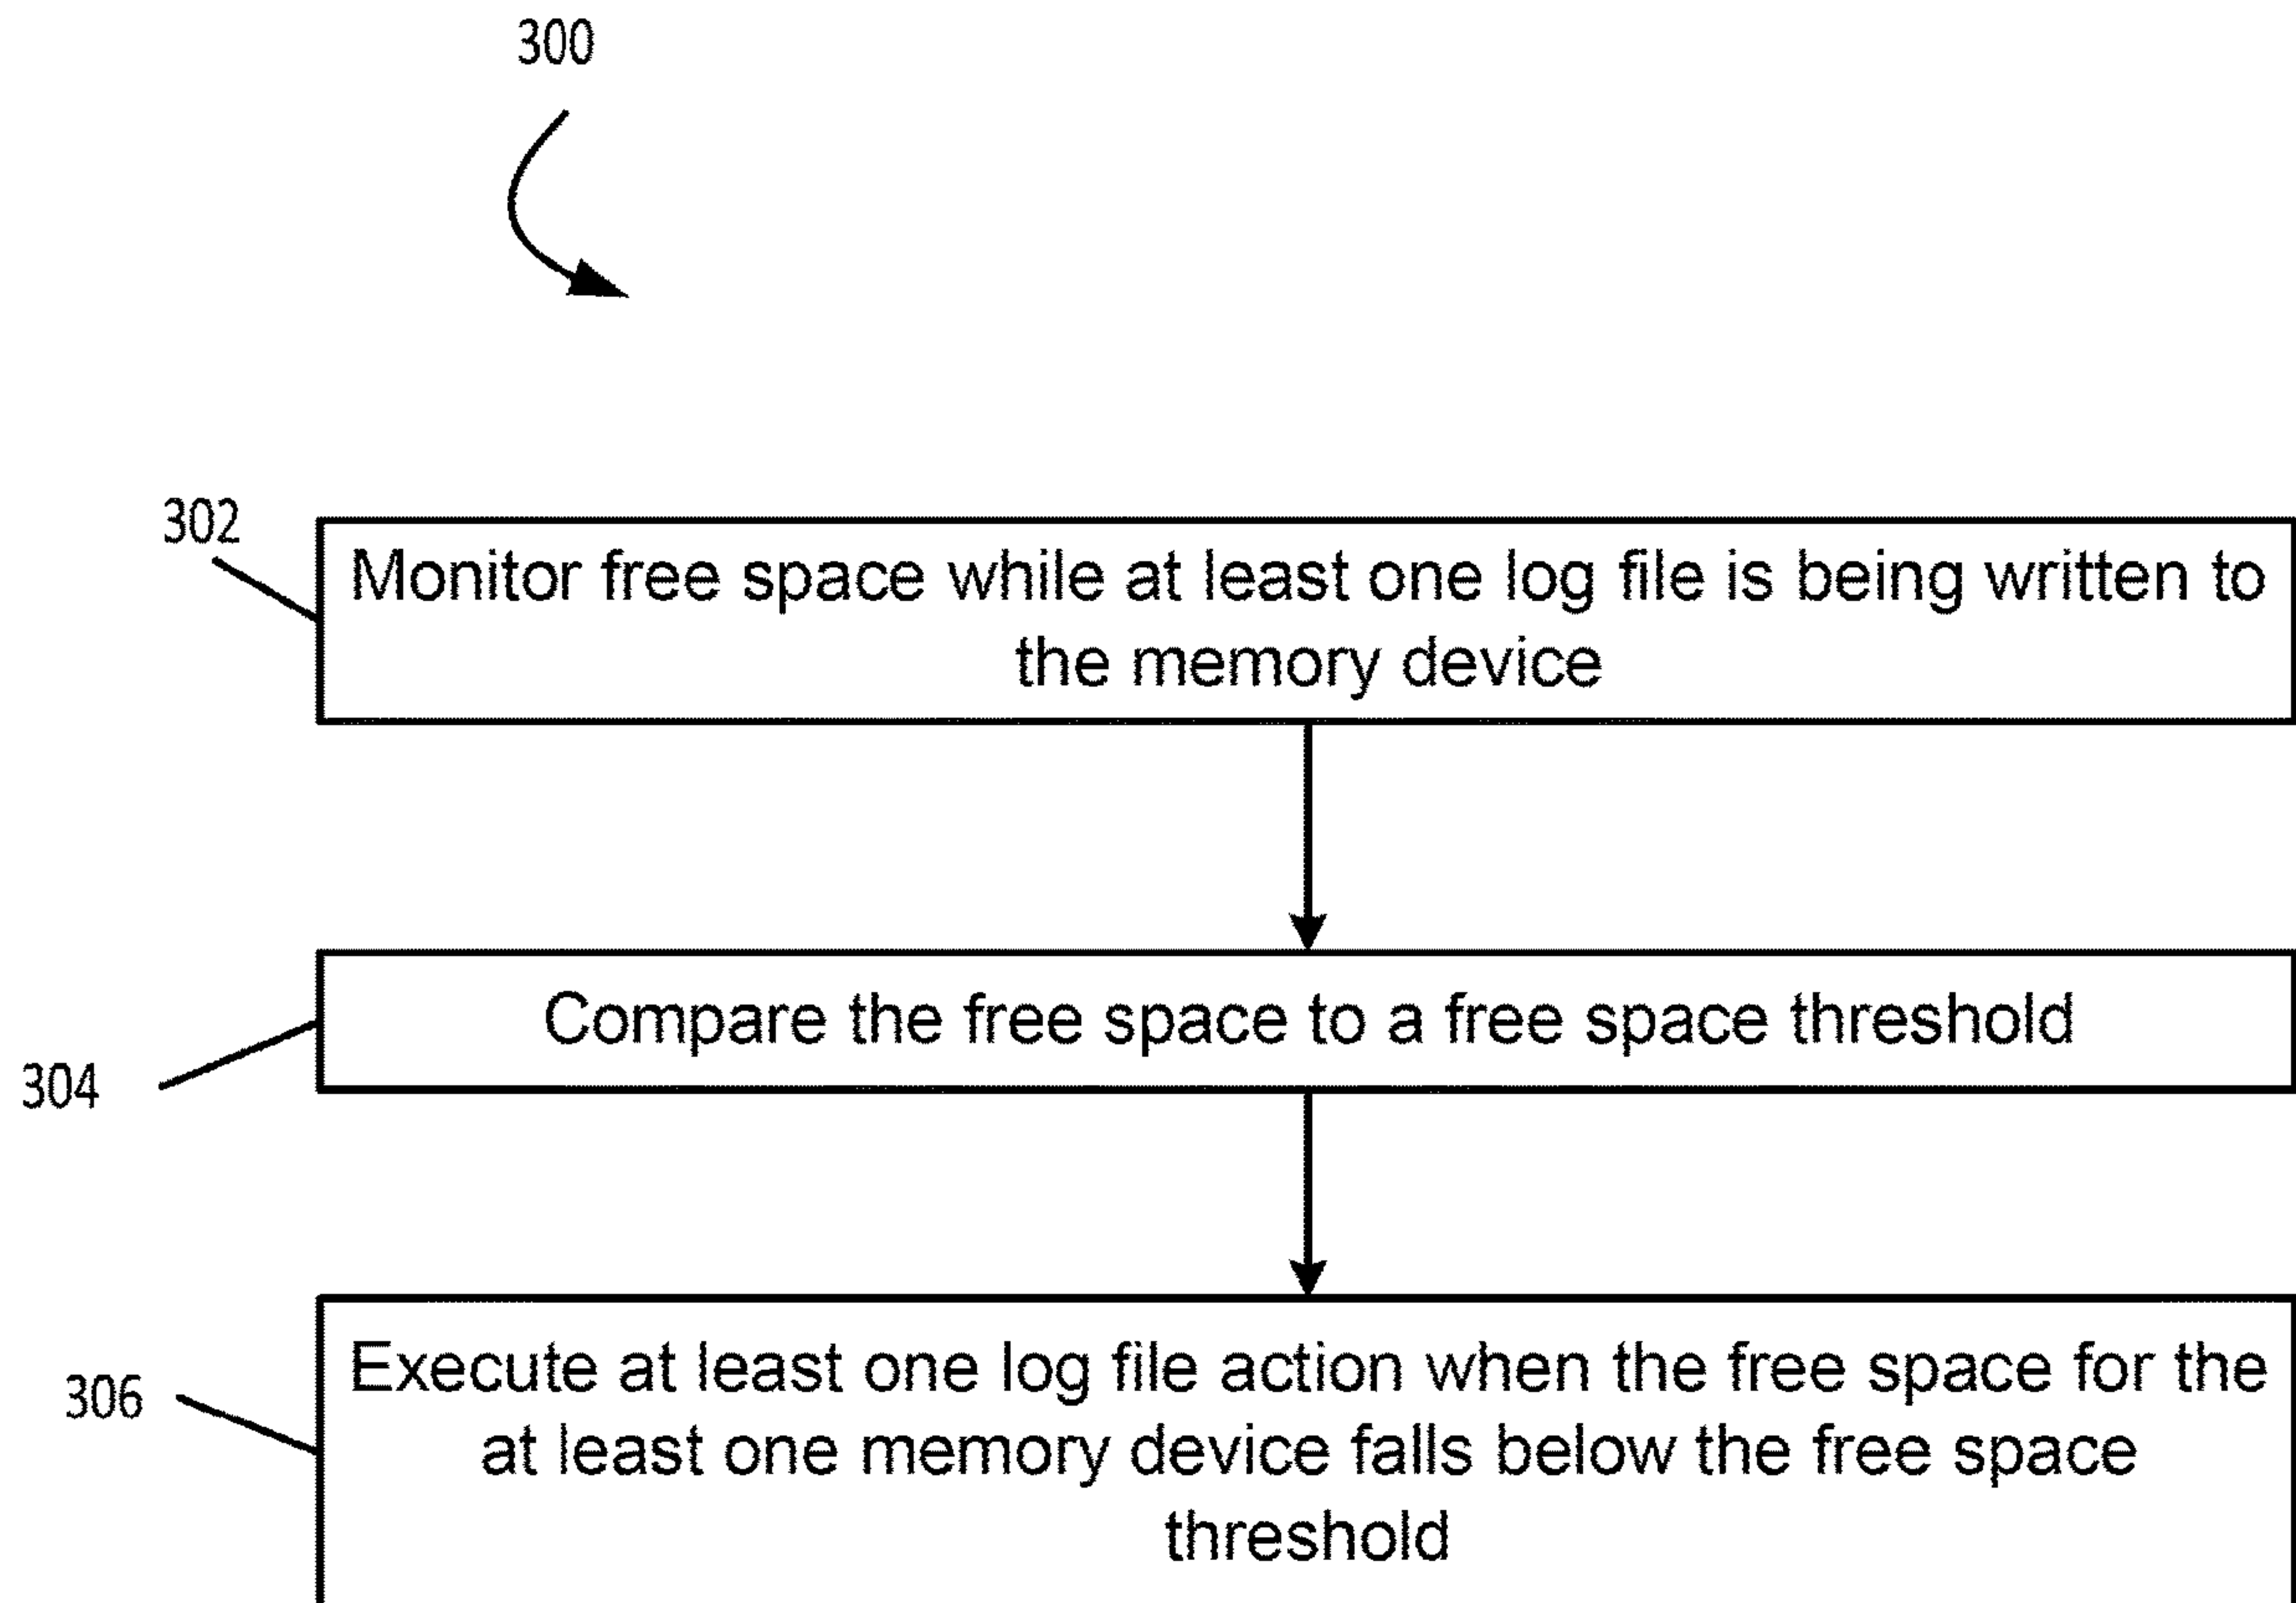 300
302
Monitor free space while at least one log file is being written to
the memory device
Compare the free space to a free space threshold
304
Execute at least one log file action when the free space for the
306
at least one memory device falls below the free space
threshold